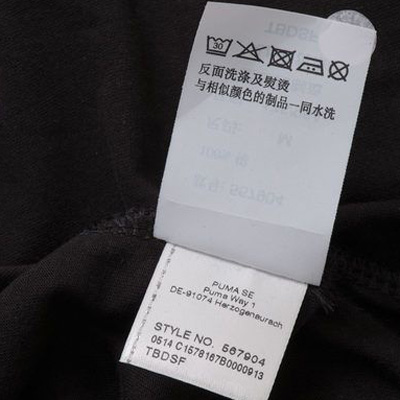 30
反面洗涤及熨烫
与相似颜色的制品一同水洗
PUMA SE
Puma Way 1
DE-91074 Herzogenaurach
STYLE NO. 567904
0514 C1578167B0000913
TBDSF